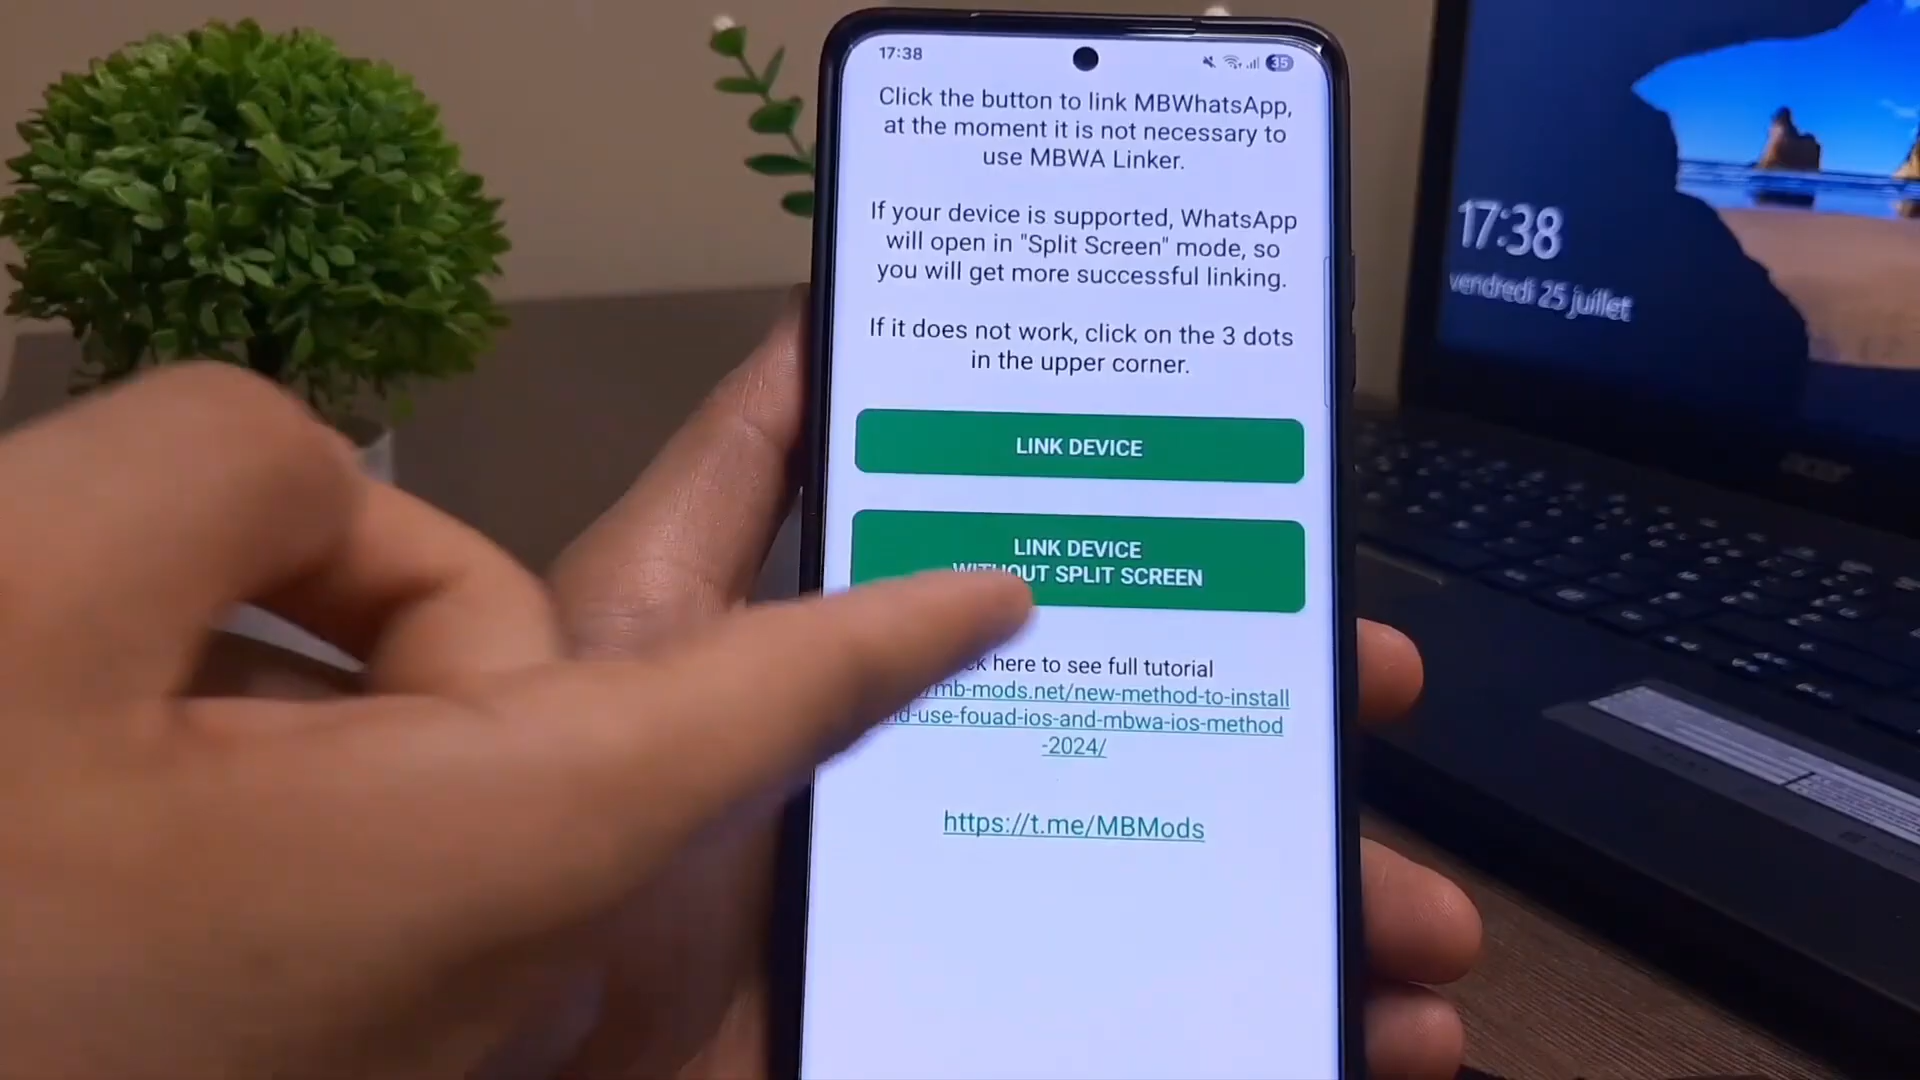 17:38
35
Click the button to link MBWhatsApp,
at the moment it is not necessary to
use MBWA Linker.
If your device is supported, WhatsApp
will open in "Split Screen" mode, so
you will get more successful linking.
If it does not work, click on the 3 dots
in the upper corner.
LINK DEVICE
LINK DEVICE
SPLIT SCREEN
here to see full tutorial
/mb-mods.net/new-method-to-install
-use-fouad-ios-and-mbwa-ios-method
-2024/
https://t.me/MBMods
17:38
vendredi 25 juillet
acer